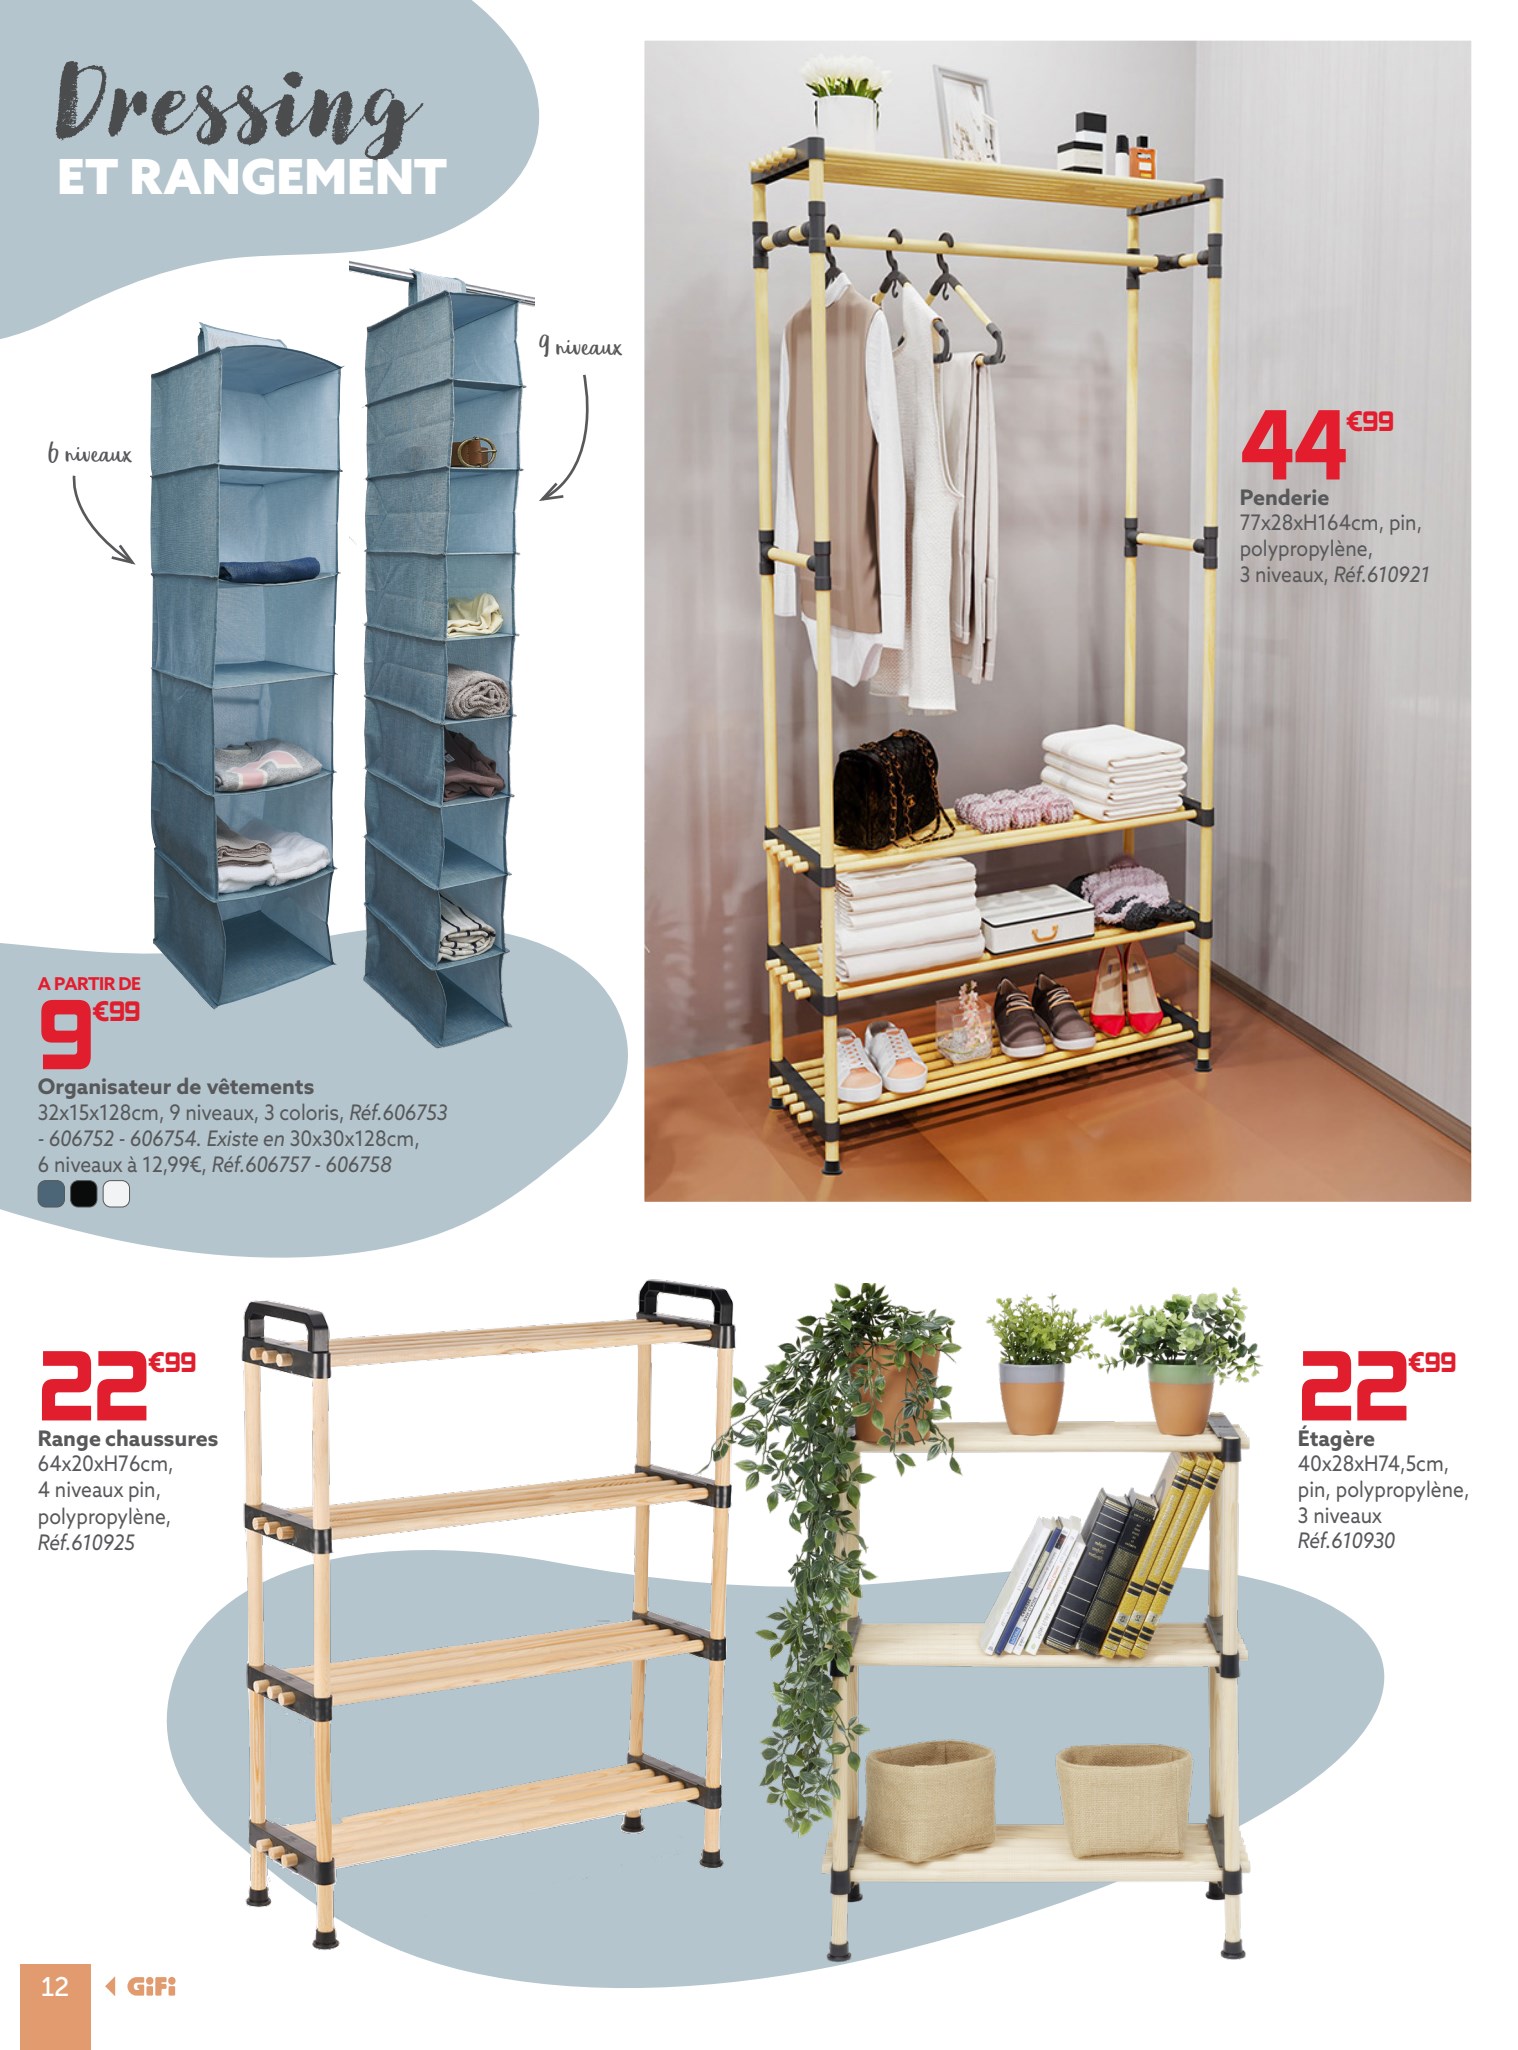 Dressing
ET RANGEMENT
9 niveaux
6 niveaux
A PARTIR DE
9€99
Organisateur de vêtements
32x15x128cm, 9 niveaux, 3 coloris, Réf.606753
- 606752 - 606754. Existe en 30x30x128cm,
6 niveaux à 12,99€, Réf.606757 - 606758
44€99
Penderie
77x28xH164cm, pin,
polypropylène,
3 niveaux, Réf.610921
22€99
Range chaussures
64x20xH76cm,
4 niveaux pin,
polypropylène,
Réf.610925
22€99
Étagère
40x28xH74,5cm,
pin, polypropylène,
3 niveaux
Réf.610930
12
GiFi